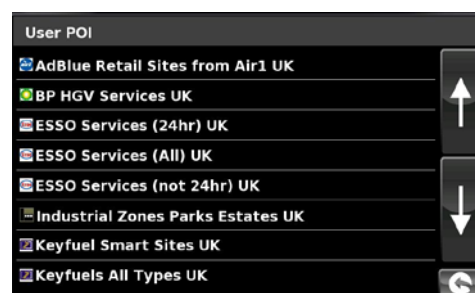 User POI
AdBlue Retail Sites from Air1 UK
BP HGV Services UK
ESSO Services (24hr) UK
ESSO Services (All) UK
ESSO Services (not 24hr) UK
Industrial Zones Parks Estates UK
Keyfuel Smart Sites UK
Keyfuels All Types UK